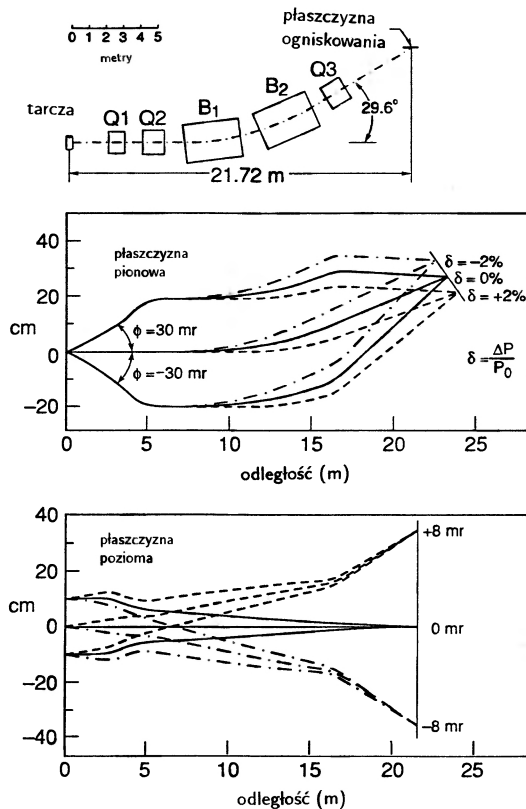 płaszczyzna
ogniskowania
0 1 2 3 4 5
metry
tarcza
Q1
Q2
B1
B2
Q3
29.6°
21.72 m
płaszczyzna
pionowa
cm
40
20
0
-20
ϕ = 30 mr
ϕ = -30 mr
δ = -2%
δ = 0%
δ = +2%
δ = ΔP
P0
0 5 10 15 20 25
odległość (m)
płaszczyzna
pozioma
cm
40
20
0
-20
-40
+8 mr
0 mr
-8 mr
0 5 10 15 20 25
odległość (m)